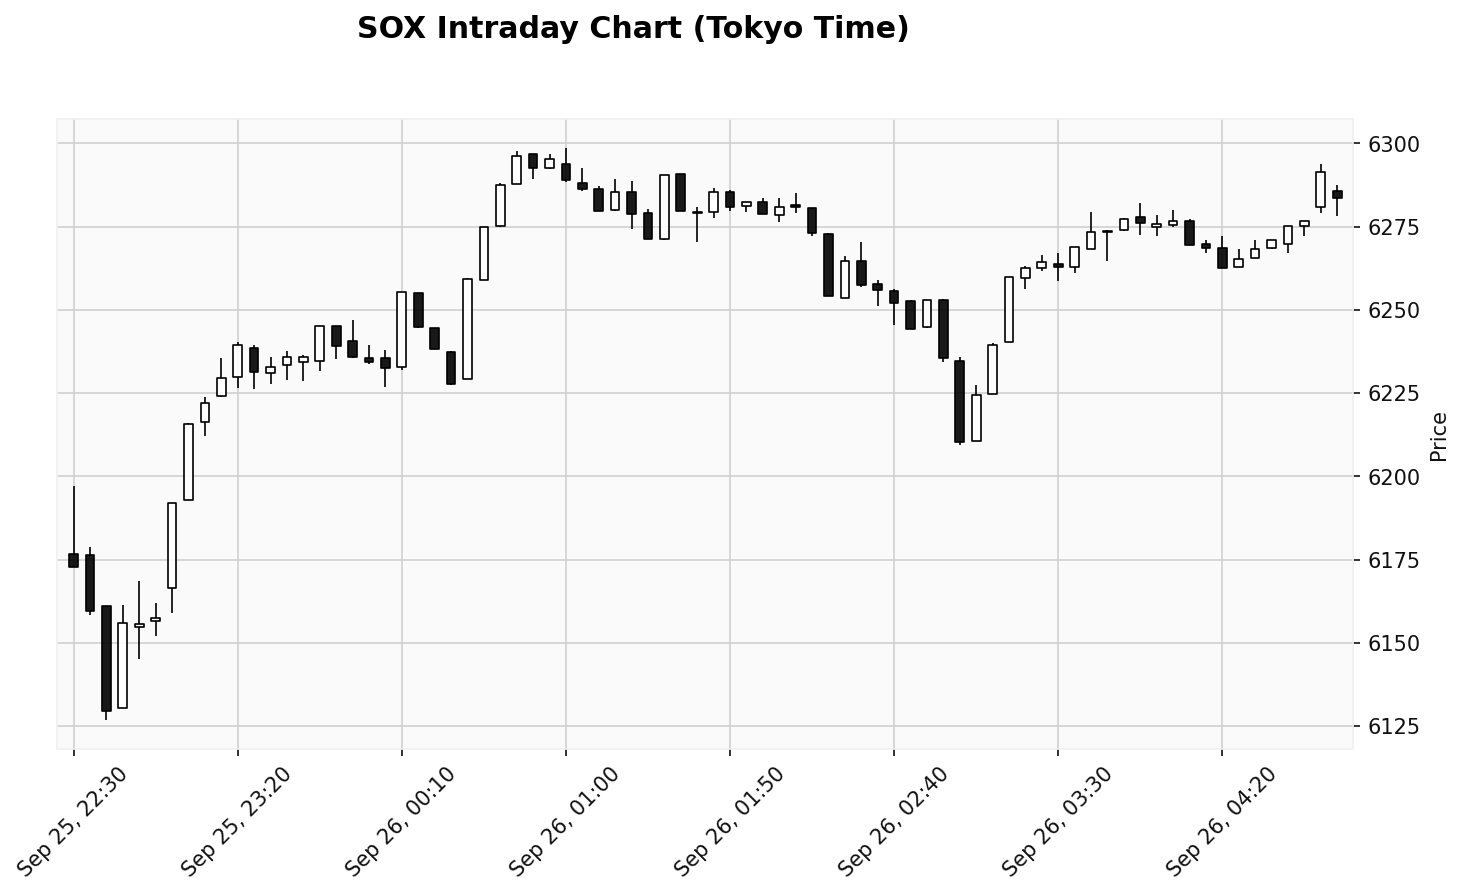 SOX Intraday Chart (Tokyo Time)
6300
6275
6250
6225
6200
6175
6150
6125
Price
Sep 25, 22:30
Sep 25, 23:20
Sep 26, 00:10
Sep 26, 01:00
Sep 26, 01:50
Sep 26, 02:40
Sep 26, 03:30
Sep 26, 04:20